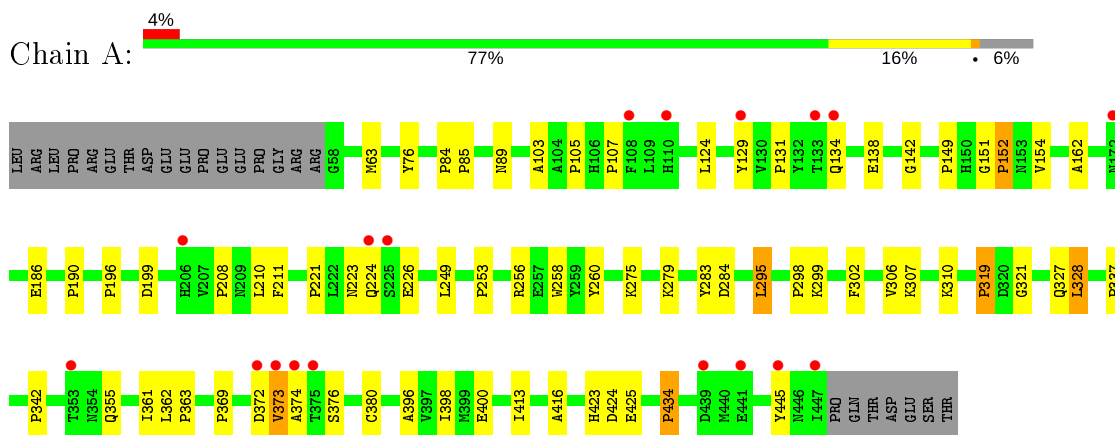 4%
Chain A:
77% 16% • 6%
LEU ARG LEU PRO ARG GLU THR ASP GLU GLU PRO GLU GLU PRO GLY ARG ARG G58 M63 Y76 P84 P85 N89 A103 A104 P105 H106 P107 F108 L109 H110 L124 Y129 V130 P131 Y132 T133 Q134 E138 G142 P149 H150 G151 P152 N153 V154 A162 N172
E186 P190 P196 D199 H206 V207 P208 N209 L210 F211 P221 L222 N223 Q224 S225 E226 L249 P253 R256 E257 W258 Y259 Y260 K275 K279 Y283 D284 L295 P298 K299 F302 V306 K307 K310 P319 D320 G321 Q327 L328 P337
P342 T353 N354 Q355 I361 L362 P363 P369 D372 V373 A374 T375 S376 C380 A396 V397 I398 M399 E400 I413 A416 H423 D424 E425 P434 D439 M440 E441 Y445 N446 I447 PRO GLN THR ASP GLU SER THR